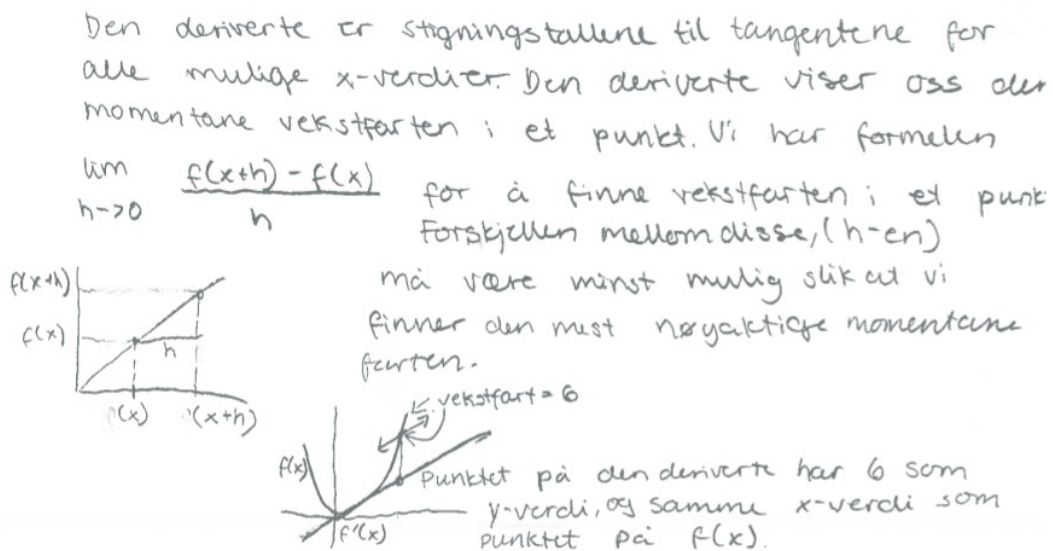 Den deriverte er stigningstallene til tangentene for
alle mulige x-verdier. Den deriverte viser oss den
momentane vekstfarten i et punkt. Vi har formelen
lim h->0 f(x+h) - f(x) / h for å finne vekstfarten i et punkt
Forskjellen mellom disse, (h-en)
må være minst mulig slik at vi
finner den mest nøyaktige momentane
farten.
f(x+h)
f(x)
h
(x)
(x+h)
vekstfart = 6
f(x)
f'(x)
Punktet på den deriverte har 6 som
y-verdi, og samme x-verdi som
punktet på f(x).